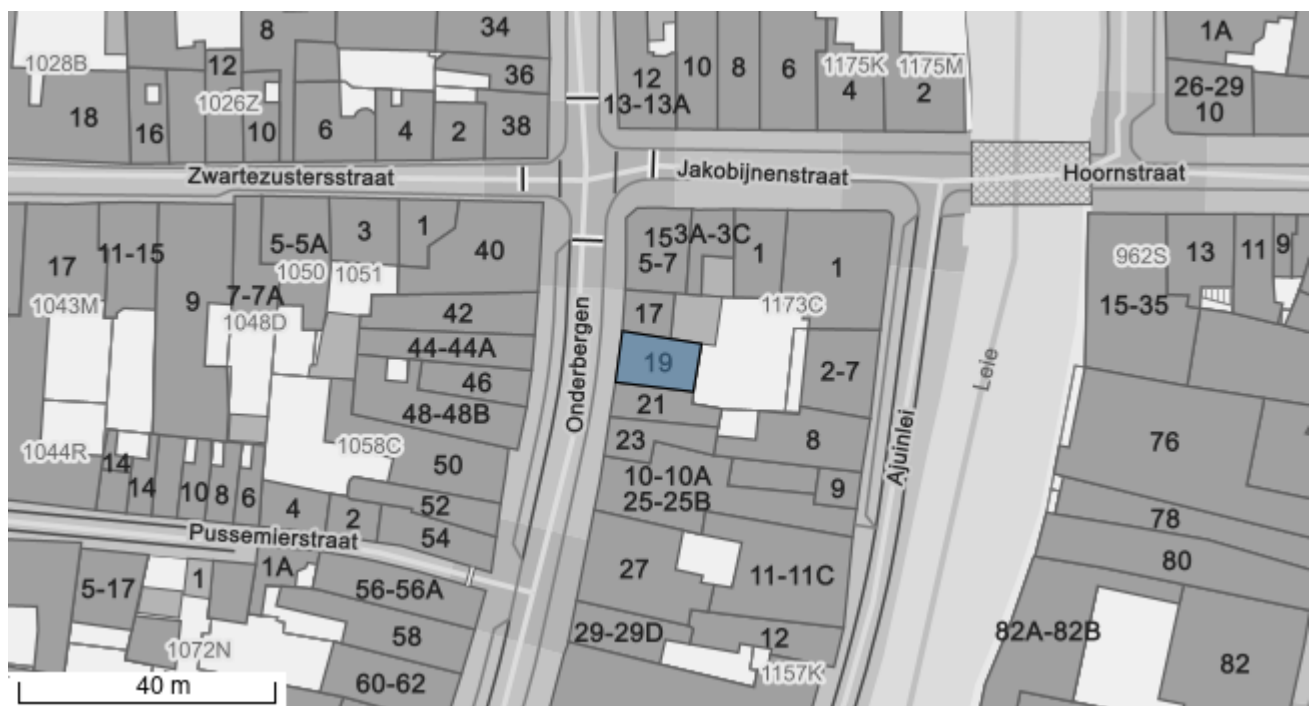 34
8
1A
1028B
12
36
12
10
8
6
1175K
1175M
1026Z
13-13A
4
2
26-29
10
18
16
10
6
4
2
38
Zwartezustersstraat
Jakobijnenstraat
Hoornstraat
17
11-15
5-5A
3
1
40
15
3A-3C
1
1
962S
13
11
9
1050
1051
5-7
1043M
9
7-7A
1048D
42
17
1173C
15-35
44-44A
19
2-7
Leie
46
48-48B
Onderbergen
21
8
76
1044R
14
1058C
50
23
Ajuinlei
14
10
8
6
4
2
52
10-10A
25-25B
9
78
Pussemierstraat
54
80
5-17
1
1A
56-56A
27
11-11C
1072N
58
29-29D
12
82A-82B
82
40 m
60-62
1157K